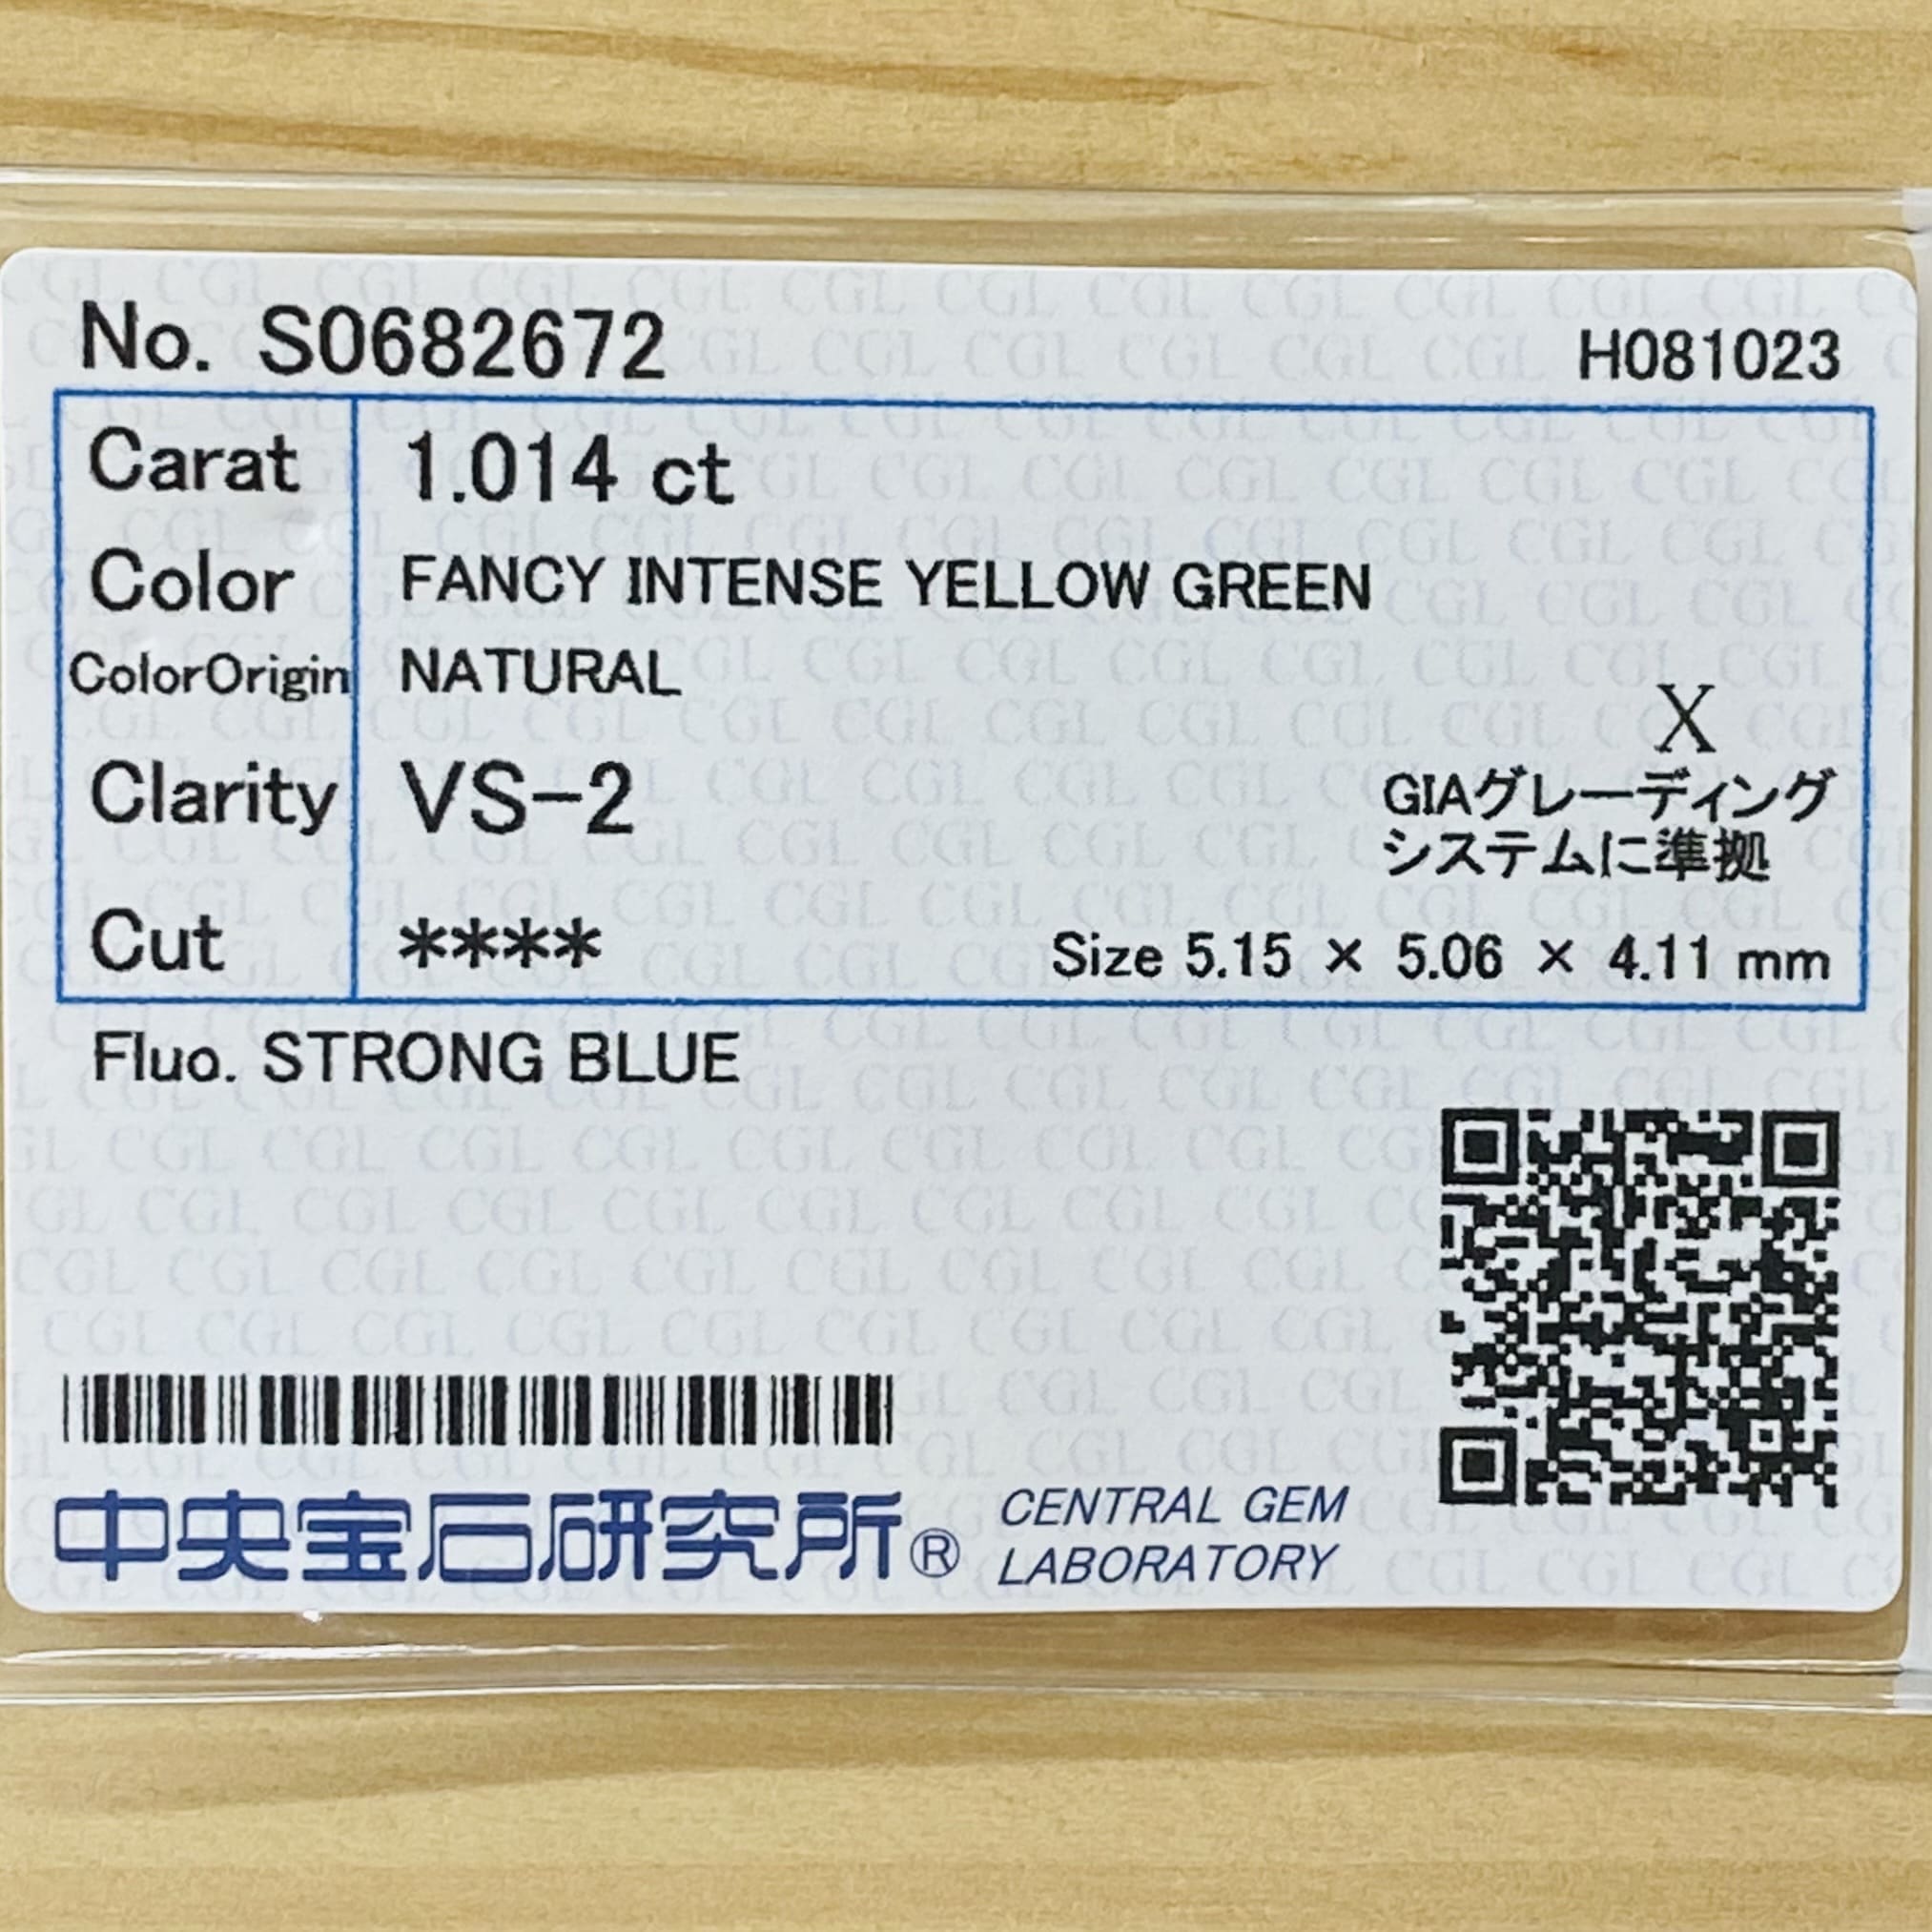 No. S0682672
H081023
Carat 1.014 ct
Color FANCY INTENSE YELLOW GREEN
ColorOrigin NATURAL
X
Clarity VS-2
GIAグレーディング
システムに準拠
Cut ****
Size 5.15 × 5.06 × 4.11 mm
Fluo. STRONG BLUE
中央宝石研究所®
CENTRAL GEM
LABORATORY